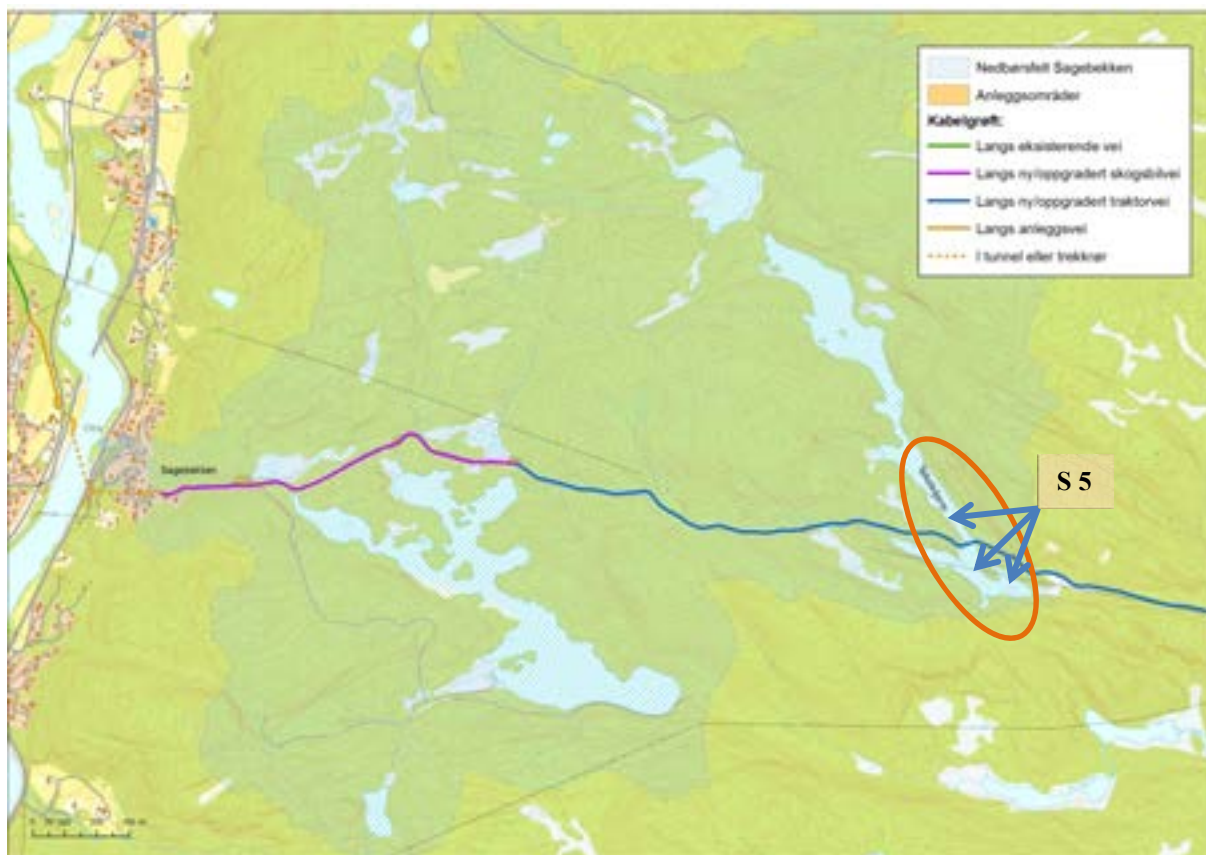 Nedbørsfelt Sagebekken
Anleggsområder
Kabelgrøft:
Langs eksisterende vei
Langs ny/oppgradert skogsbilvei
Langs ny/oppgradert traktorvei
Langs anleggsvei
I tunnel eller trekkrør
Sagebekken
S 5